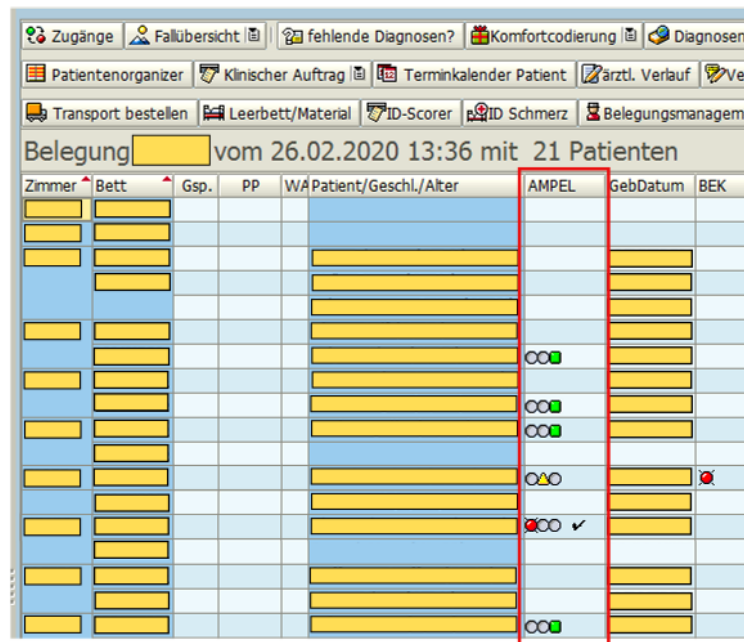 Zugänge Fallübersicht fehlende Diagnosen? Komfortcodierung Diagnosen
Patientenorganizer Klinischer Auftrag Terminkalender Patient ärztl. Verlauf Ve
Transport bestellen Leerbett/Material ID-Scorer ID Schmerz Belegungsmanagem
Belegung vom 26.02.2020 13:36 mit 21 Patienten
Zimmer Bett Gsp. PP WA Patient/Geschl./Alter AMPEL GebDatum BEK